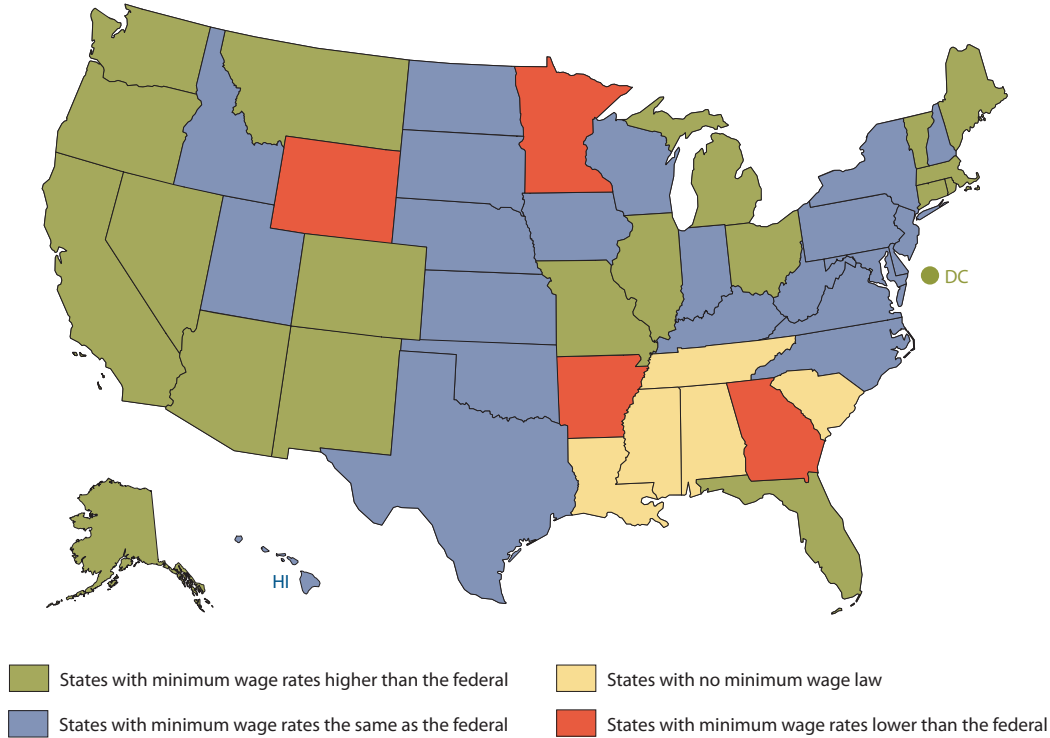 DC
HI
States with minimum wage rates higher than the federal
States with no minimum wage law
States with minimum wage rates the same as the federal
States with minimum wage rates lower than the federal